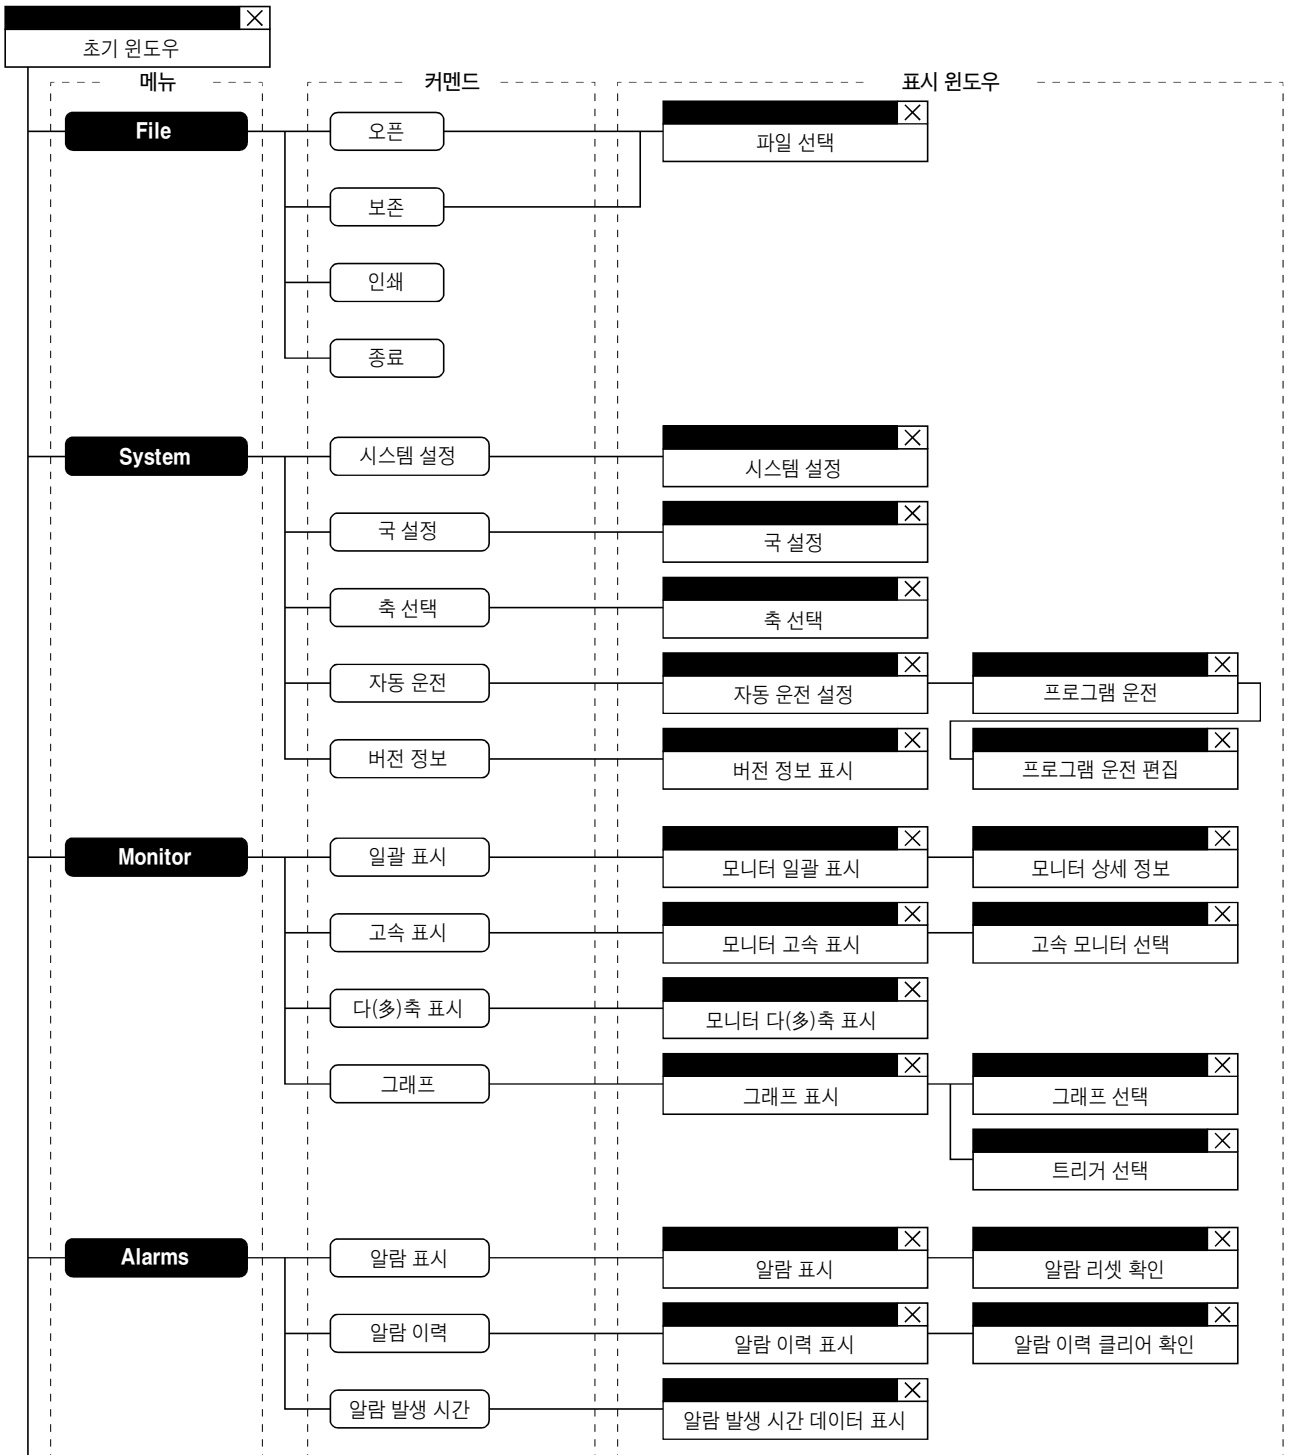 초기 윈도우
메뉴
커멘드
표시 윈도우
File
오픈
파일 선택
보존
인쇄
종료
System
시스템 설정
시스템 설정
국 설정
국 설정
축 선택
축 선택
자동 운전
자동 운전 설정
프로그램 운전
버전 정보
버전 정보 표시
프로그램 운전 편집
Monitor
일괄 표시
모니터 일괄 표시
모니터 상세 정보
고속 표시
모니터 고속 표시
고속 모니터 선택
다(多)축 표시
모니터 다(多)축 표시
그래프
그래프 표시
그래프 선택
트리거 선택
Alarms
알람 표시
알람 표시
알람 리셋 확인
알람 이력
알람 이력 표시
알람 이력 클리어 확인
알람 발생 시간
알람 발생 시간 데이터 표시